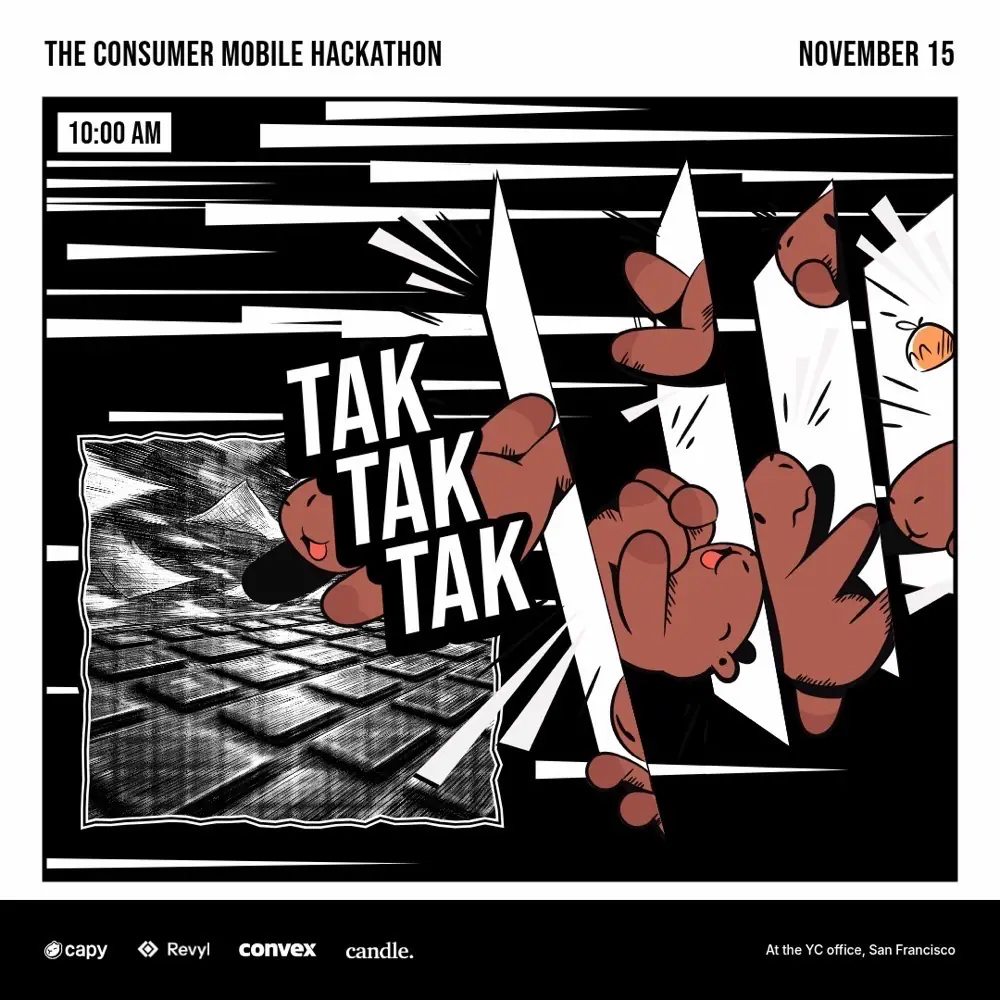 THE CONSUMER MOBILE HACKATHON
NOVEMBER 15
10:00 AM
TAK
TAK
TAK
capy
Revyl
convex
candle.
At the YC office, San Francisco